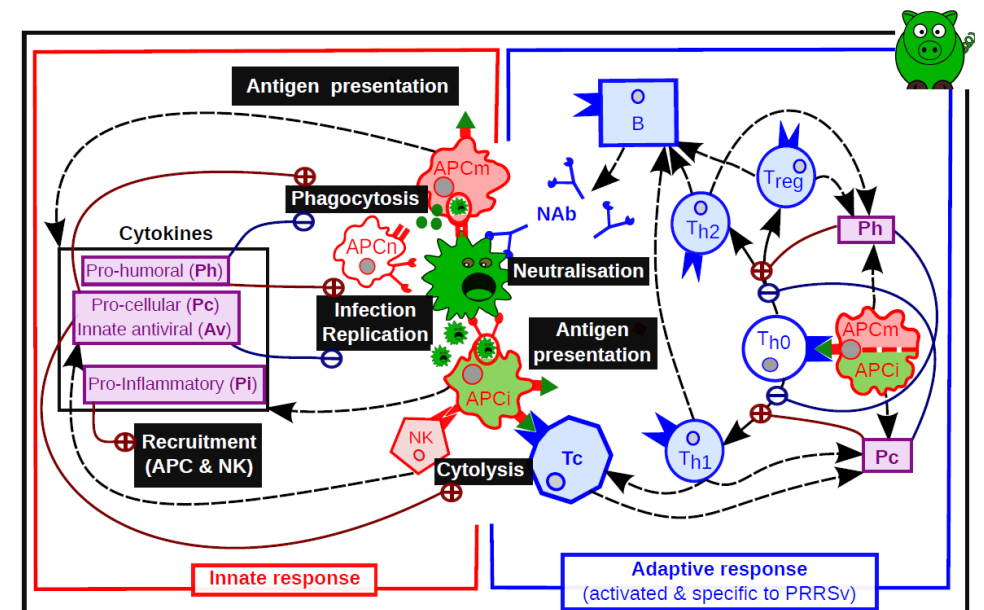 Antigen presentation
APCm
Phagocytosis
Cytokines
APCn
Pro-humoral (Ph)
Pro-cellular (Pc)
Innate antiviral (Av)
Pro-Inflammatory (Pi)
Infection
Replication
Recruitment
(APC & NK)
APCi
NK
Cytolysis
Innate response
B
NAb
Neutralisation
Antigen
presentation
Treg
Th2
Ph
Th0
APCm
APCi
Th1
Pc
Tc
Adaptive response
(activated & specific to PRRSv)